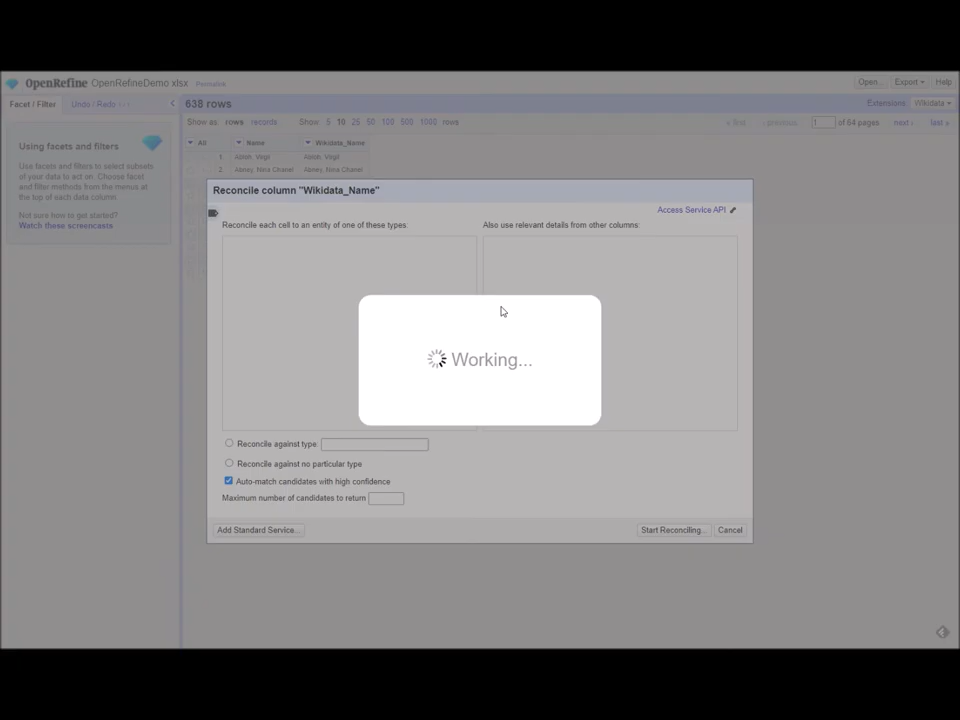 OpenRefine OpenRefineDemo xlsx Permalink
Open... Export Help
Facet / Filter Undo / Redo
638 rows
Extensions Wikidata
Show as: rows records Show: 5 10 25 50 100 500 1000 rows
« first ‹ previous 1 of 64 pages next › last »
Using facets and filters
Use facets and filters to select subsets
of your data to act on. Choose facet
and filter methods from the menus at
the top of each data column.
Not sure how to get started?
Watch these screencasts
All Name Wikidata_Name
1. Abloh, Virgil Abloh, Virgil
2. Abney, Nina Chanel Abney, Nina Chanel
Reconcile column "Wikidata_Name"
Access Service API
Reconcile each cell to an entity of one of these types:
Also use relevant details from other columns:
Working...
Reconcile against type:
Reconcile against no particular type
Auto-match candidates with high confidence
Maximum number of candidates to return
Add Standard Service... Start Reconciling... Cancel